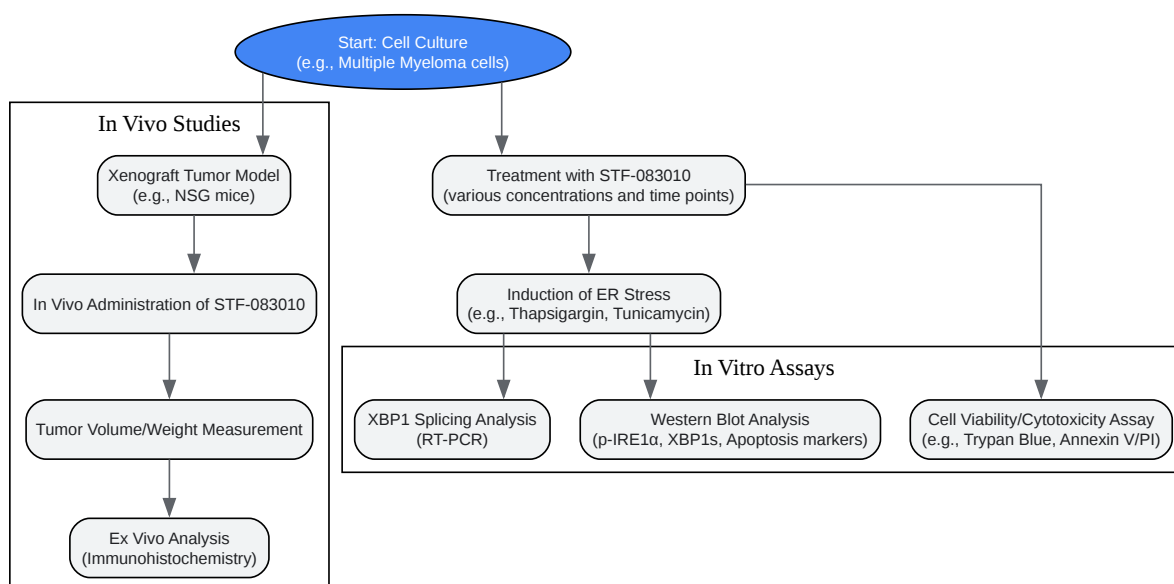 Start: Cell Culture
(e.g., Multiple Myeloma cells)
In Vivo Studies
Xenograft Tumor Model
(e.g., NSG mice)
In Vivo Administration of STF-083010
Tumor Volume/Weight Measurement
Ex Vivo Analysis
(Immunohistochemistry)
Treatment with STF-083010
(various concentrations and time points)
Induction of ER Stress
(e.g., Thapsigargin, Tunicamycin)
In Vitro Assays
XBP1 Splicing Analysis
(RT-PCR)
Western Blot Analysis
(p-IRE1α, XBP1s, Apoptosis markers)
Cell Viability/Cytotoxicity Assay
(e.g., Trypan Blue, Annexin V/PI)